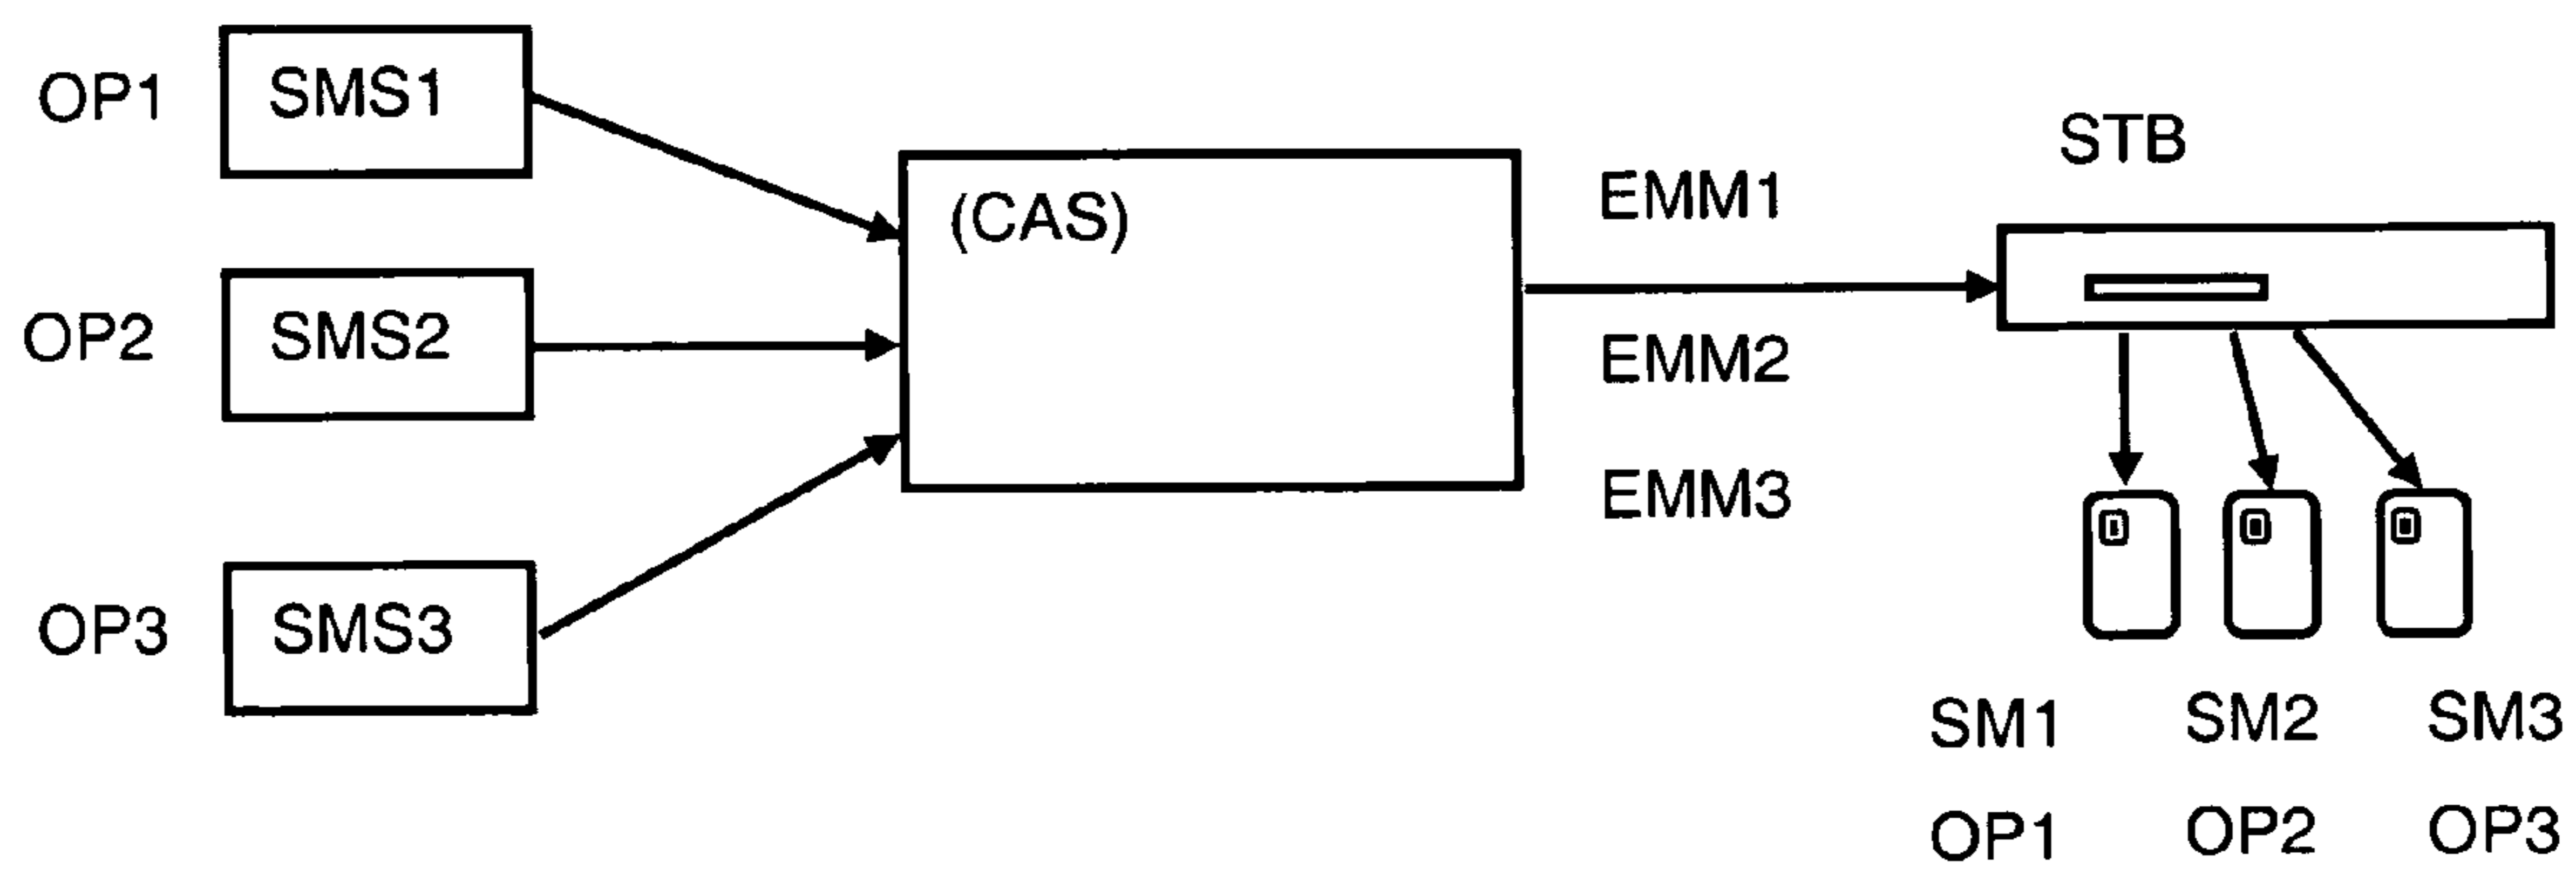 OP1
SMS1
OP2
SMS2
OP3
SMS3
(CAS)
EMM1
EMM2
EMM3
STB
SM1 SM2 SM3
OP1 OP2 OP3